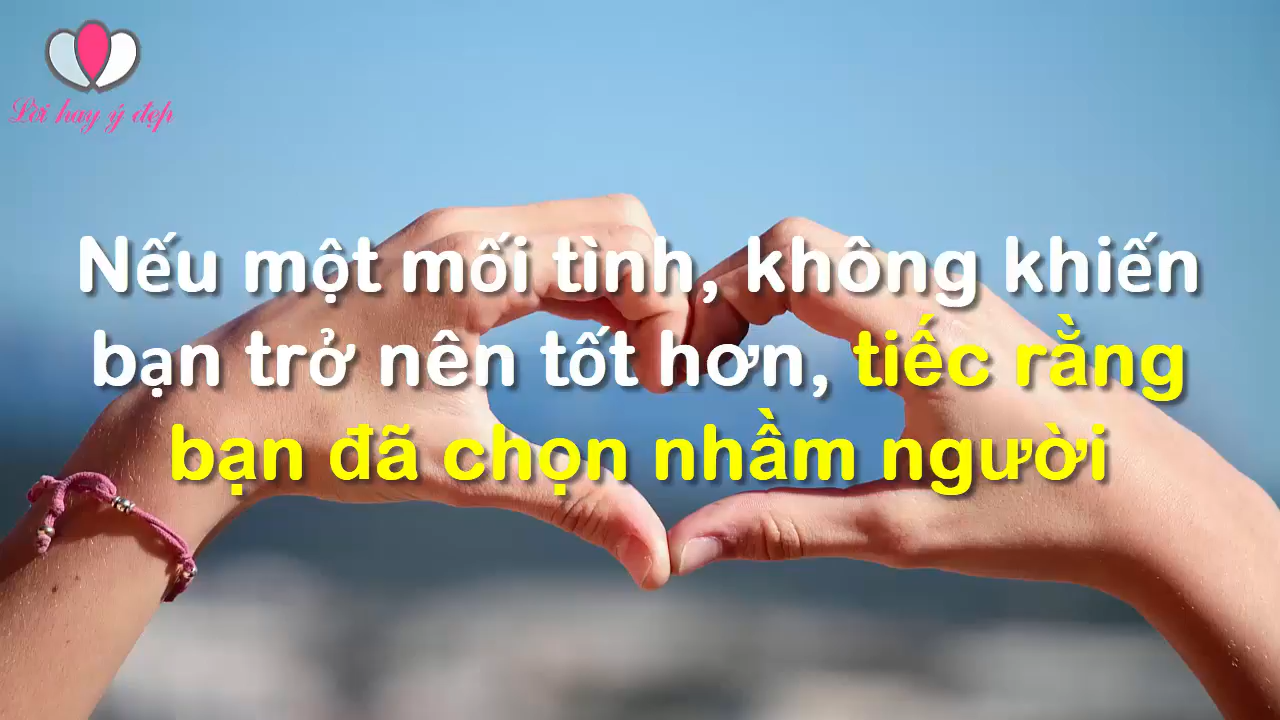 Lời hay ý đẹp
Nếu một mối tình, không khiến
bạn trở nên tốt hơn, tiếc rằng
bạn đã chọn nhầm người